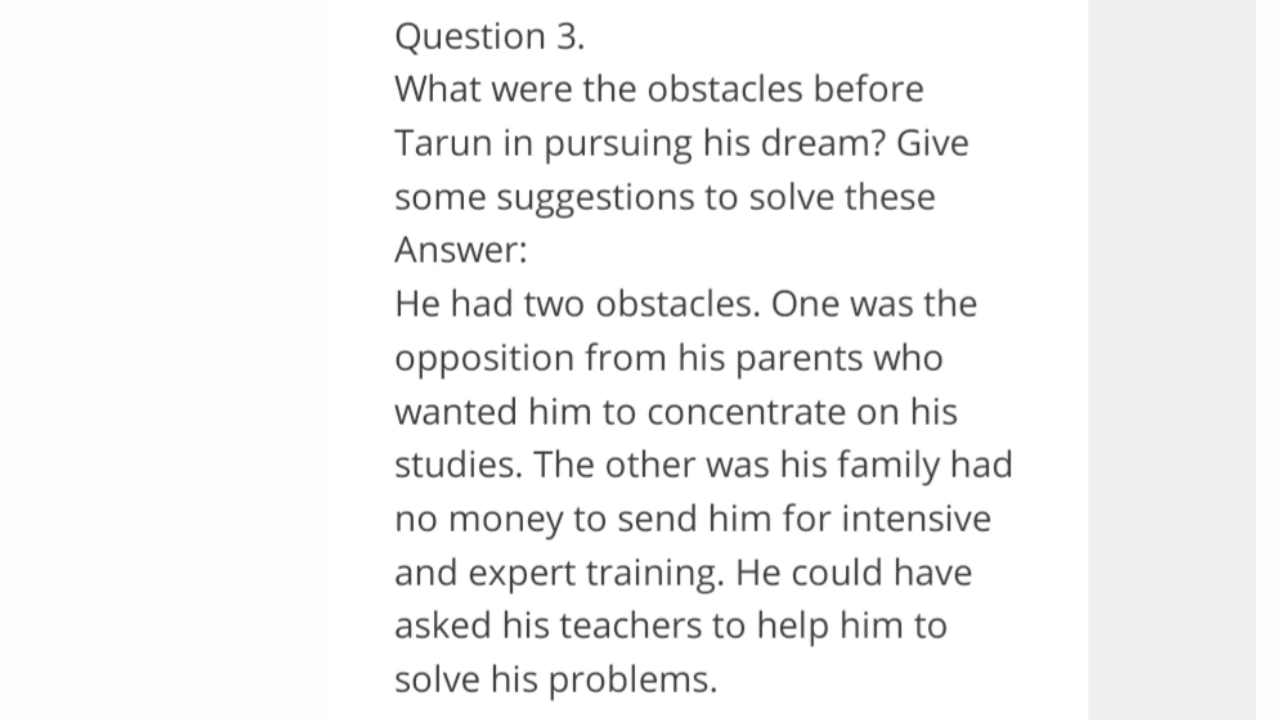 Question 3.
What were the obstacles before
Tarun in pursuing his dream? Give
some suggestions to solve these
Answer:
He had two obstacles. One was the
opposition from his parents who
wanted him to concentrate on his
studies. The other was his family had
no money to send him for intensive
and expert training. He could have
asked his teachers to help him to
solve his problems.